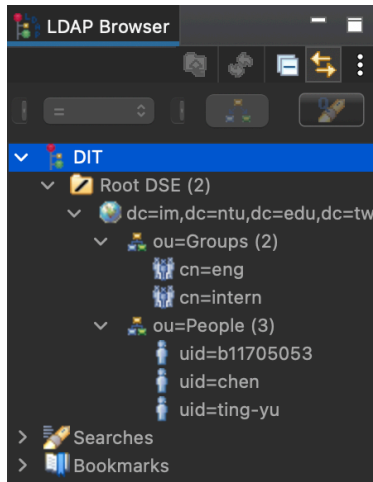 LDAP Browser
=
DIT
Root DSE (2)
dc=im,dc=ntu,dc=edu,dc=tw
ou=Groups (2)
cn=eng
cn=intern
ou=People (3)
uid=b11705053
uid=chen
uid=ting-yu
Searches
Bookmarks